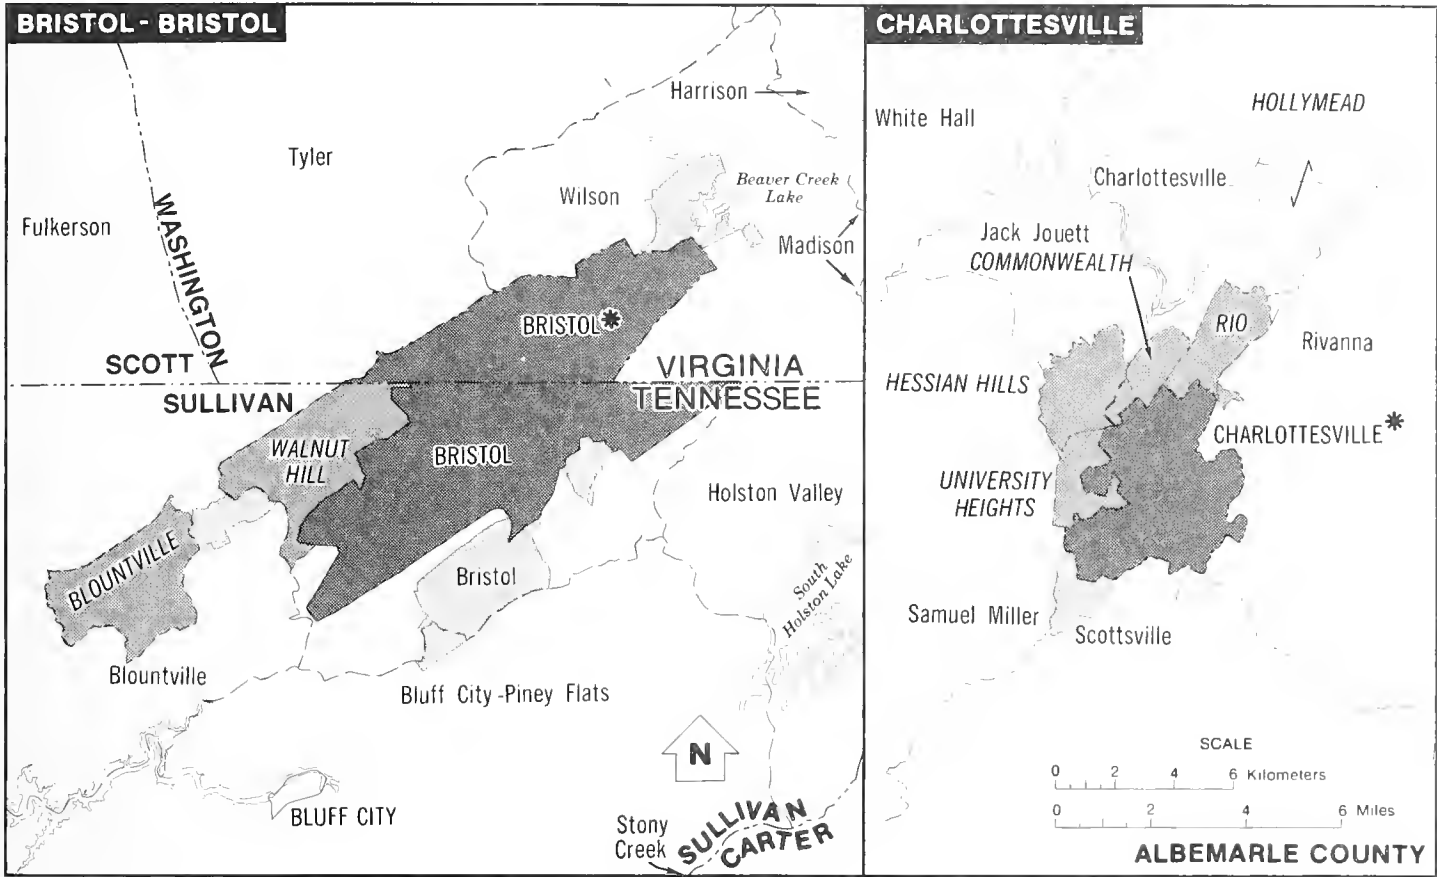 BRISTOL - BRISTOL
Harrison
Tyler
Wilson
Beaver Creek
Lake
Fulkerson
WASHINGTON
Madison
BRISTOL*
SCOTT
VIRGINIA
SULLIVAN
TENNESSEE
WALNUT
HILL
BRISTOL
Holston Valley
BLOUNTVILLE
Bristol
South
Holston Lake
Blountville
Bluff City-Piney Flats
N
BLUFF CITY
Stony
Creek
SULLIVAN
CARTER
CHARLOTTESVILLE
HOLLYMEAD
White Hall
Charlottesville
Jack Jouett
COMMONWEALTH
RIO
Rivanna
HESSIAN HILLS
CHARLOTTESVILLE*
UNIVERSITY
HEIGHTS
Samuel Miller
Scottsville
SCALE
0 2 4 6 Kilometers
0 2 4 6 Miles
ALBEMARLE COUNTY